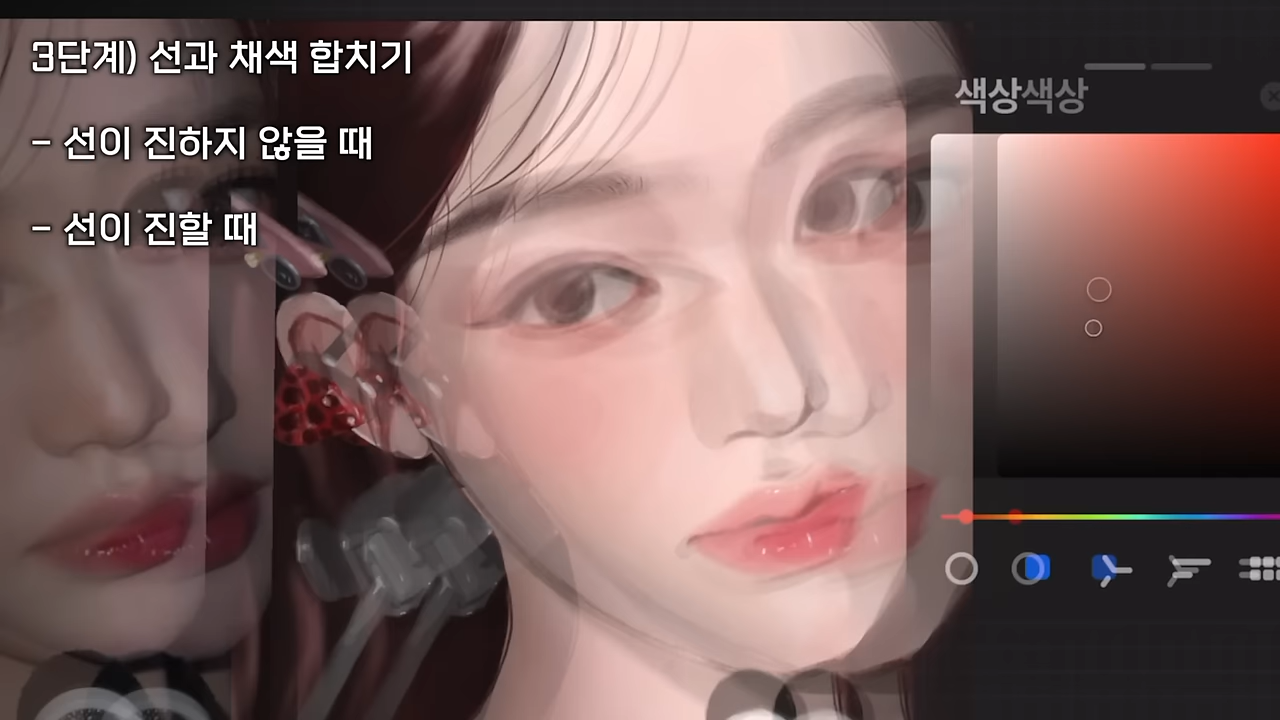 3단계) 선과 채색 합치기
- 선이 진하지 않을 때
- 선이 진할 때
색상색상